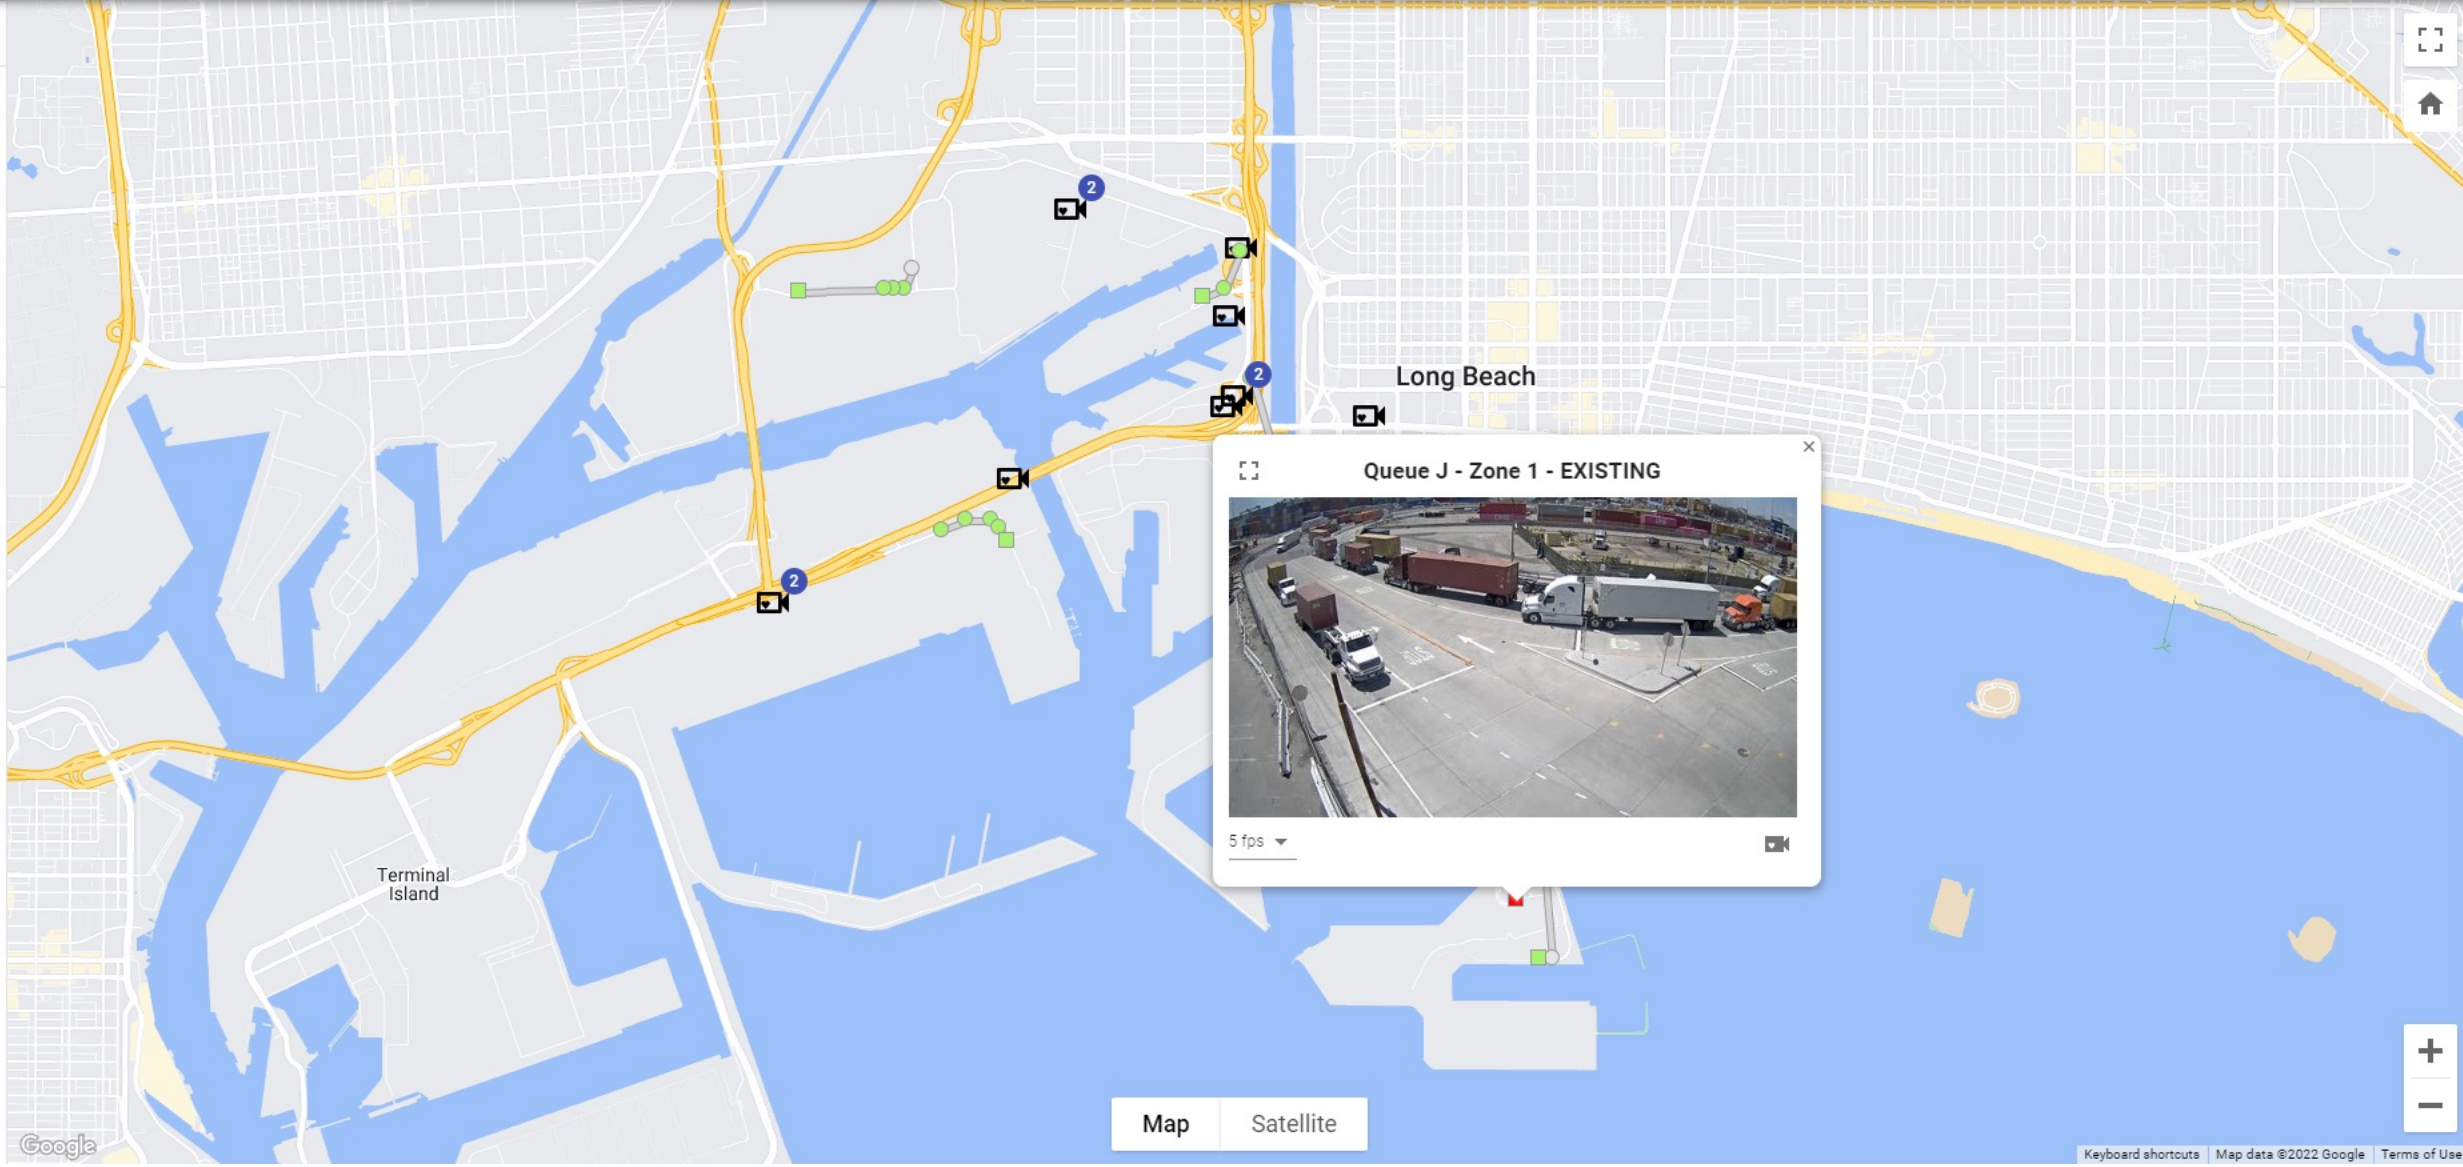 2
2
Long Beach
Queue J - Zone 1 - EXISTING
2
5 fps
Terminal
Island
Map
Satellite
Google
Keyboard shortcuts
Map data ©2022 Google
Terms of Use